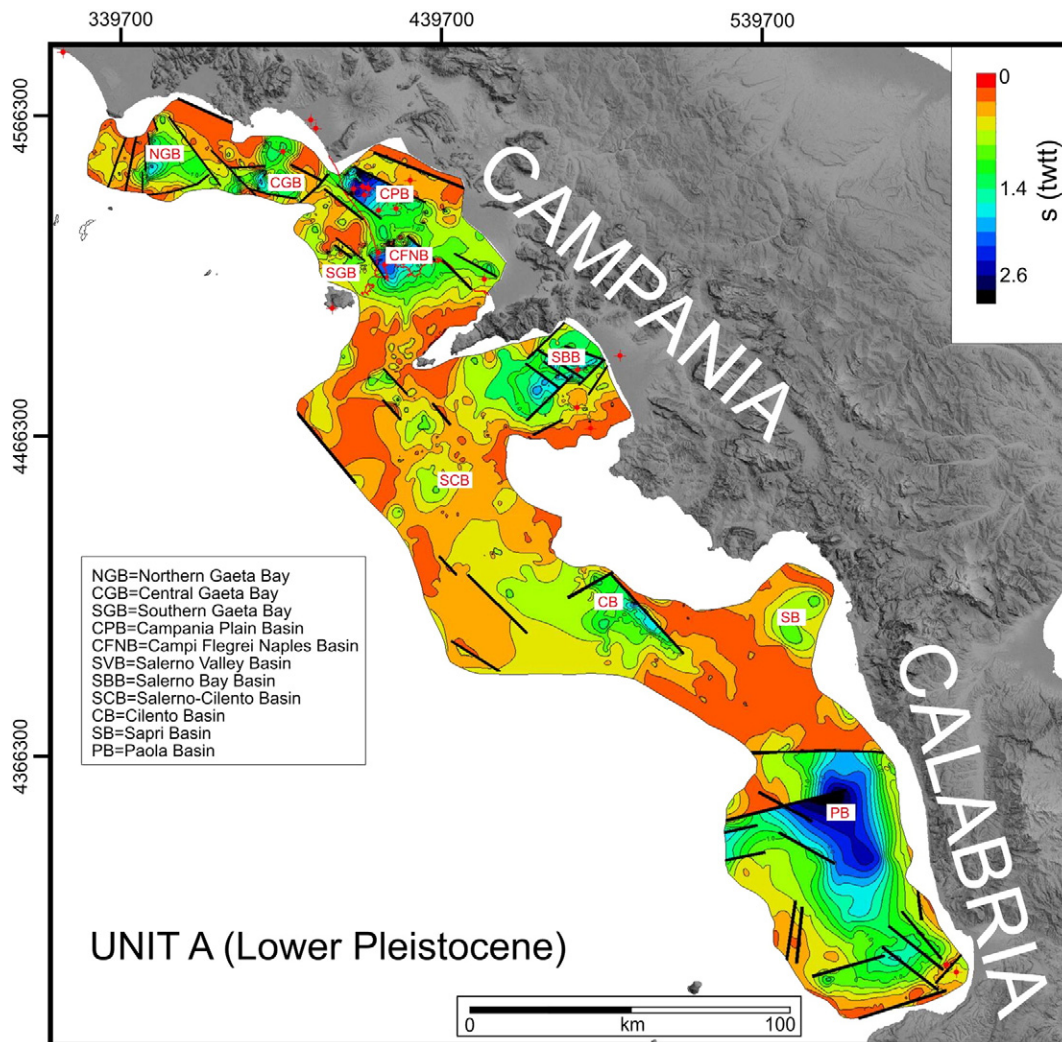 339700
439700
539700
4566300
4466300
4366300
0
1.4
2.6
s (twtt)
CAMPANIA
CALABRIA
NGB
CGB
CPB
CFNB
SGB
SBB
SCB
CB
SB
PB
NGB=Northern Gaeta Bay
CGB=Central Gaeta Bay
SGB=Southern Gaeta Bay
CPB=Campania Plain Basin
CFNB=Campi Flegrei Naples Basin
SVB=Salerno Valley Basin
SBB=Salerno Bay Basin
SCB=Salerno-Cilento Basin
CB=Cilento Basin
SB=Sapri Basin
PB=Paola Basin
UNIT A (Lower Pleistocene)
0 km 100